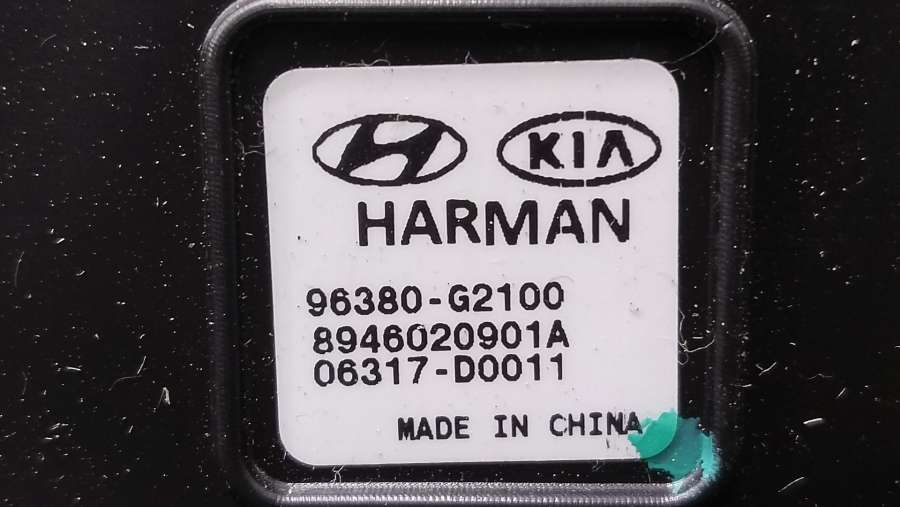 KIA
HARMAN
96380-G2100
8946020901A
06317-D0011
MADE IN CHINA